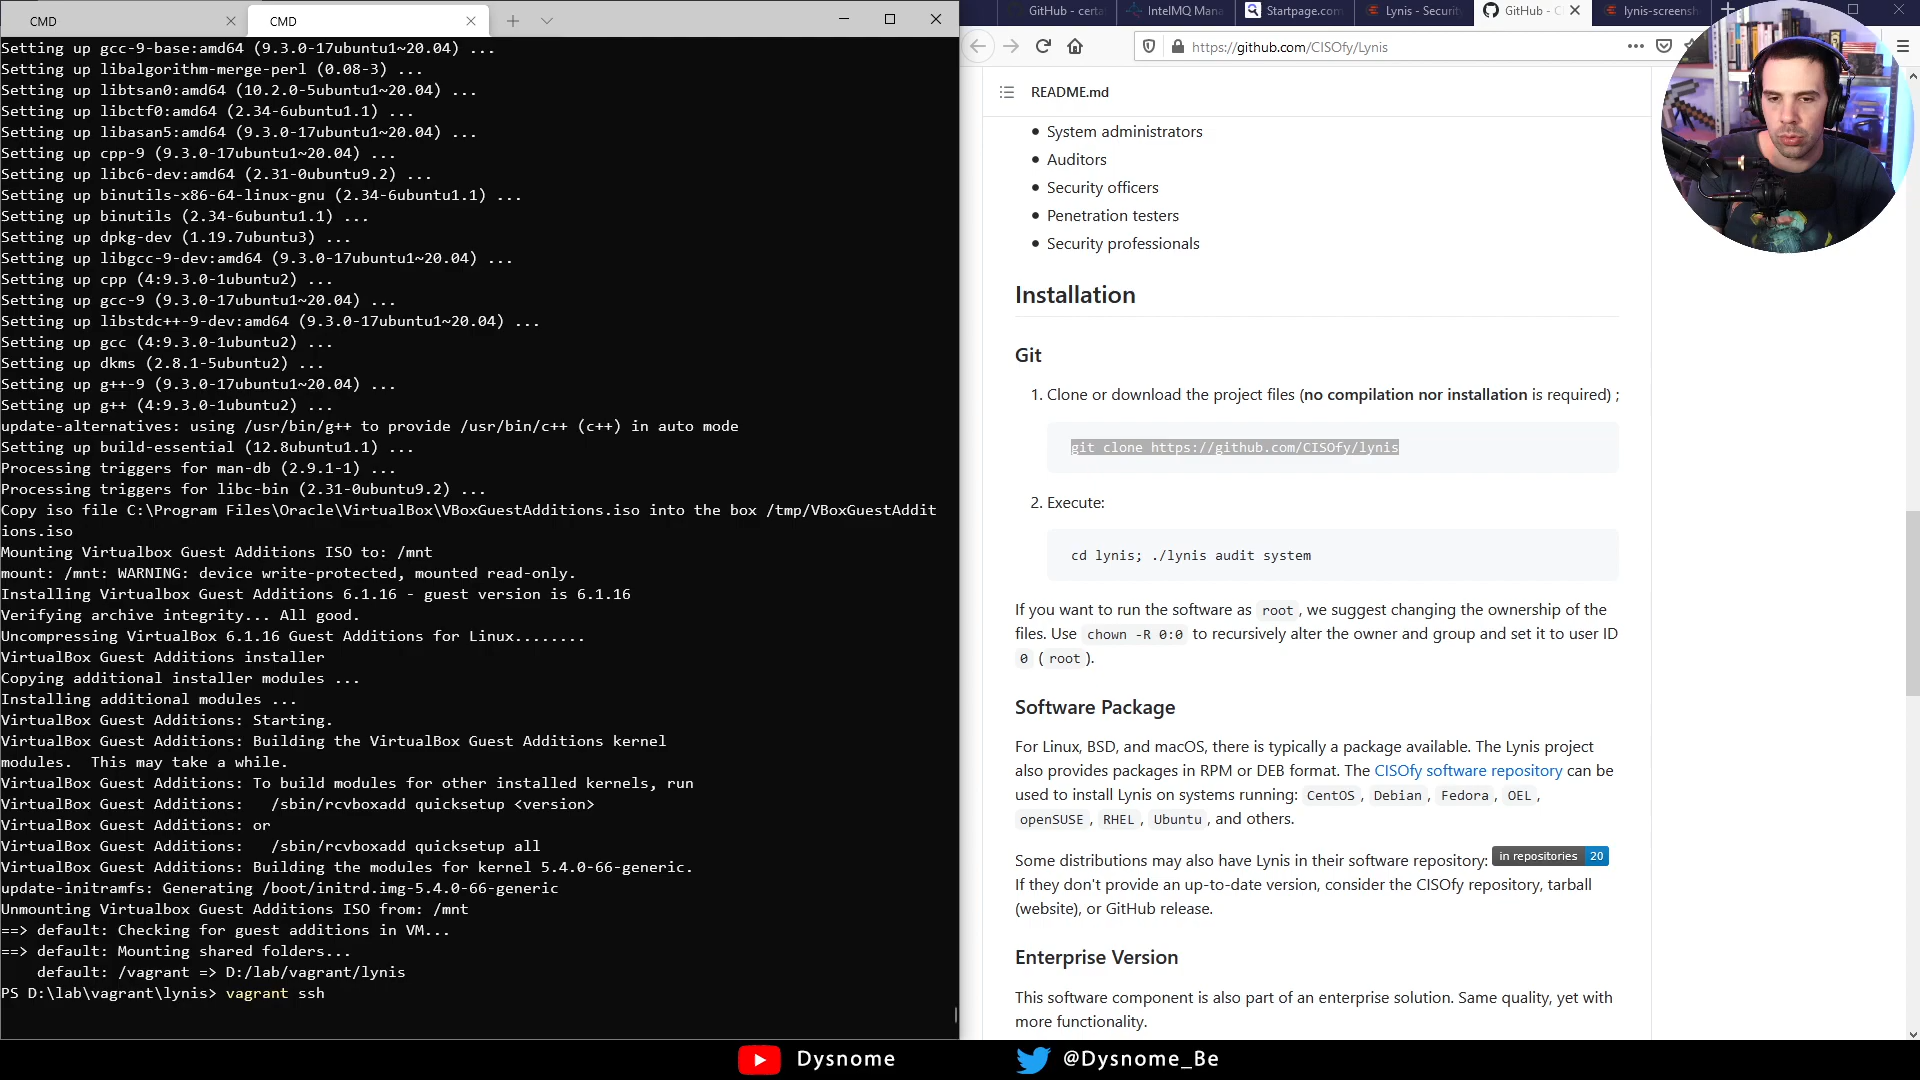 CMD
CMD
Setting up gcc-9-base:amd64 (9.3.0-17ubuntu1~20.04) ...
Setting up libalgorithm-merge-perl (0.08-3) ...
Setting up libtsan0:amd64 (10.2.0-5ubuntu1~20.04) ...
Setting up libctf0:amd64 (2.34-6ubuntu1.1) ...
Setting up libasan5:amd64 (9.3.0-17ubuntu1~20.04) ...
Setting up cpp-9 (9.3.0-17ubuntu1~20.04) ...
Setting up libc6-dev:amd64 (2.31-0ubuntu9.2) ...
Setting up binutils-x86-64-linux-gnu (2.34-6ubuntu1.1) ...
Setting up binutils (2.34-6ubuntu1.1) ...
Setting up dpkg-dev (1.19.7ubuntu3) ...
Setting up libgcc-9-dev:amd64 (9.3.0-17ubuntu1~20.04) ...
Setting up cpp (4:9.3.0-1ubuntu2) ...
Setting up gcc-9 (9.3.0-17ubuntu1~20.04) ...
Setting up libstdc++-9-dev:amd64 (9.3.0-17ubuntu1~20.04) ...
Setting up gcc (4:9.3.0-1ubuntu2) ...
Setting up dkms (2.8.1-5ubuntu2) ...
Setting up g++-9 (9.3.0-17ubuntu1~20.04) ...
Setting up g++ (4:9.3.0-1ubuntu2) ...
update-alternatives: using /usr/bin/g++ to provide /usr/bin/c++ (c++) in auto mode
Setting up build-essential (12.8ubuntu1.1) ...
Processing triggers for man-db (2.9.1-1) ...
Processing triggers for libc-bin (2.31-0ubuntu9.2) ...
Copy iso file C:\Program Files\Oracle\VirtualBox\VBoxGuestAdditions.iso into the box /tmp/VBoxGuestAddit
ions.iso
Mounting Virtualbox Guest Additions ISO to: /mnt
mount: /mnt: WARNING: device write-protected, mounted read-only.
Installing Virtualbox Guest Additions 6.1.16 - guest version is 6.1.16
Verifying archive integrity... All good.
Uncompressing VirtualBox 6.1.16 Guest Additions for Linux........
VirtualBox Guest Additions installer
Copying additional installer modules ...
Installing additional modules ...
VirtualBox Guest Additions: Starting.
VirtualBox Guest Additions: Building the VirtualBox Guest Additions kernel
modules.  This may take a while.
VirtualBox Guest Additions: To build modules for other installed kernels, run
VirtualBox Guest Additions:   /sbin/rcvboxadd quicksetup <version>
VirtualBox Guest Additions: or
VirtualBox Guest Additions:   /sbin/rcvboxadd quicksetup all
VirtualBox Guest Additions: Building the modules for kernel 5.4.0-66-generic.
update-initramfs: Generating /boot/initrd.img-5.4.0-66-generic
Unmounting Virtualbox Guest Additions ISO from: /mnt
==> default: Checking for guest additions in VM...
==> default: Mounting shared folders...
default: /vagrant => D:/lab/vagrant/lynis
PS D:\lab\vagrant\lynis> vagrant ssh
GitHub - certa
IntelMQ Mana
Startpage.com
Lynis - Securit
GitHub - C
lynis-screensh
https://github.com/CISOfy/Lynis
README.md
• System administrators
• Auditors
• Security officers
• Penetration testers
• Security professionals
Installation
Git
1. Clone or download the project files (no compilation nor installation is required) ;
git clone https://github.com/CISOfy/lynis
2. Execute:
cd lynis; ./lynis audit system
If you want to run the software as root, we suggest changing the ownership of the
files. Use chown -R 0:0 to recursively alter the owner and group and set it to user ID
0 ( root ).
Software Package
For Linux, BSD, and macOS, there is typically a package available. The Lynis project
also provides packages in RPM or DEB format. The CISOfy software repository can be
used to install Lynis on systems running: CentOS, Debian, Fedora, OEL,
openSUSE, RHEL, Ubuntu, and others.
Some distributions may also have Lynis in their software repository: in repositories 20
If they don't provide an up-to-date version, consider the CISOfy repository, tarball
(website), or GitHub release.
Enterprise Version
This software component is also part of an enterprise solution. Same quality, yet with
more functionality.
Dysnome
@Dysnome_Be